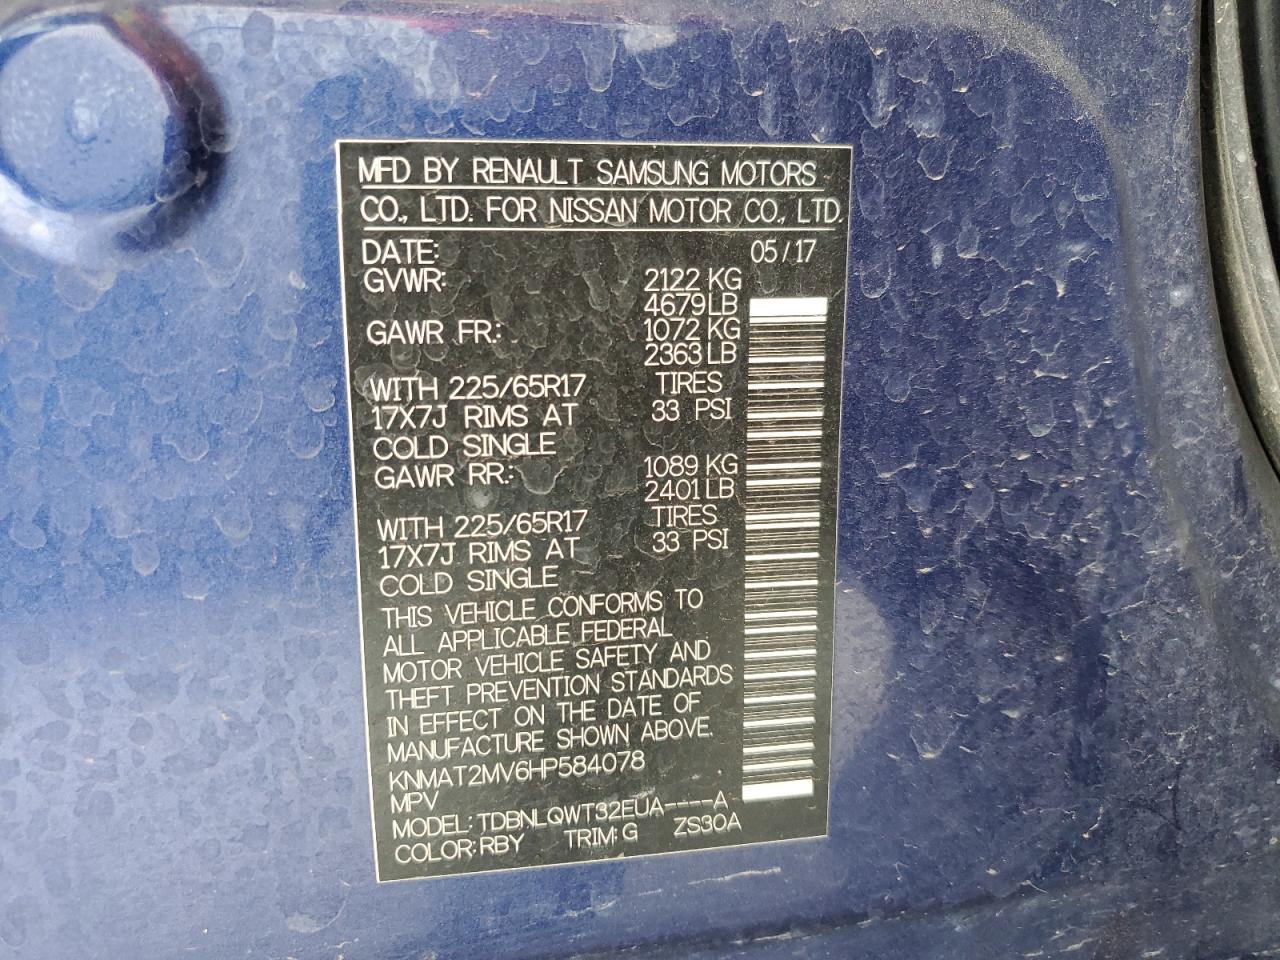 MFD BY RENAULT SAMSUNG MOTORS
CO., LTD. FOR NISSAN MOTOR CO., LTD.
DATE: 05/17
GVWR: 2122 KG
4679 LB
GAWR FR.: 1072 KG
2363 LB
WITH 225/65R17 TIRES
17X7J RIMS AT 33 PSI
COLD SINGLE
GAWR RR.: 1089 KG
2401 LB
WITH 225/65R17 TIRES
17X7J RIMS AT 33 PSI
COLD SINGLE
THIS VEHICLE CONFORMS TO
ALL APPLICABLE FEDERAL
MOTOR VEHICLE SAFETY AND
THEFT PREVENTION STANDARDS
IN EFFECT ON THE DATE OF
MANUFACTURE SHOWN ABOVE.
KNMAT2MV6HP584078
MPV
MODEL: TDBNLQWT32EUA----A
COLOR: RBY TRIM: G ZS30A